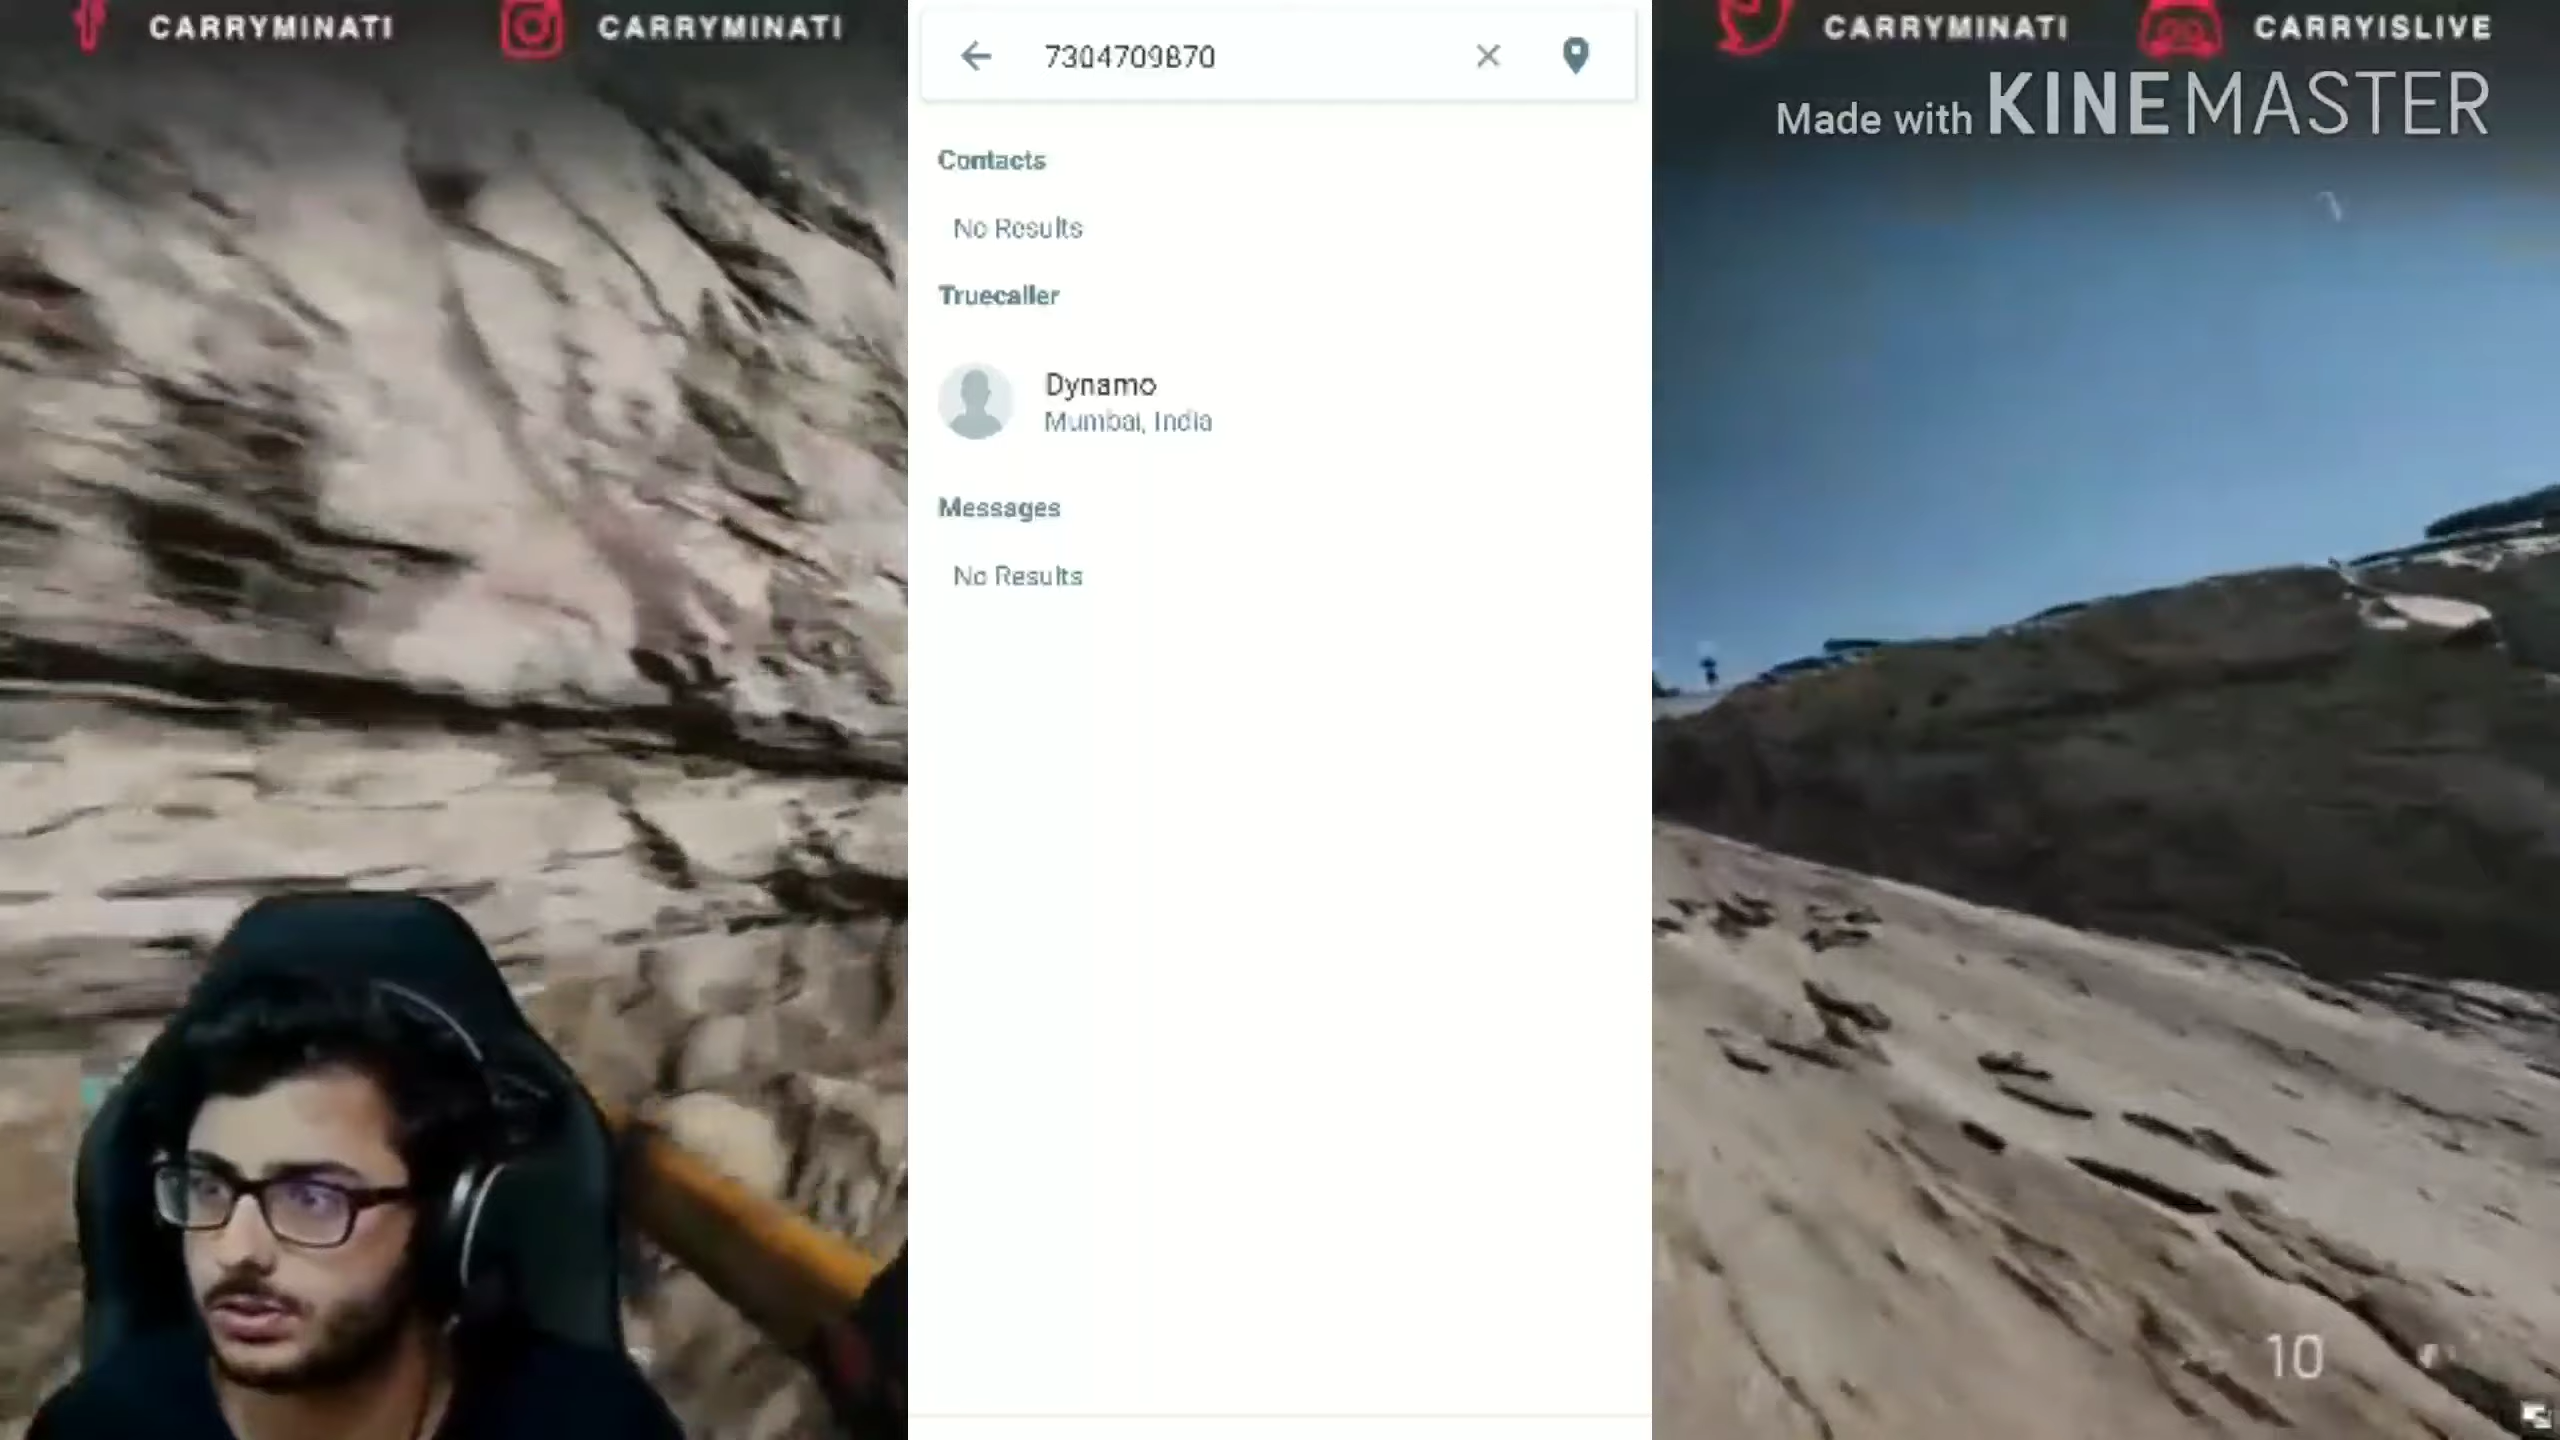 CARRYMINATI
CARRYMINATI
CARRYMINATI
CARRYISLIVE
Made with KINEMASTER
7304709870
Contacts
No Results
Truecaller
Dynamo
Mumbai, India
Messages
No Results
10